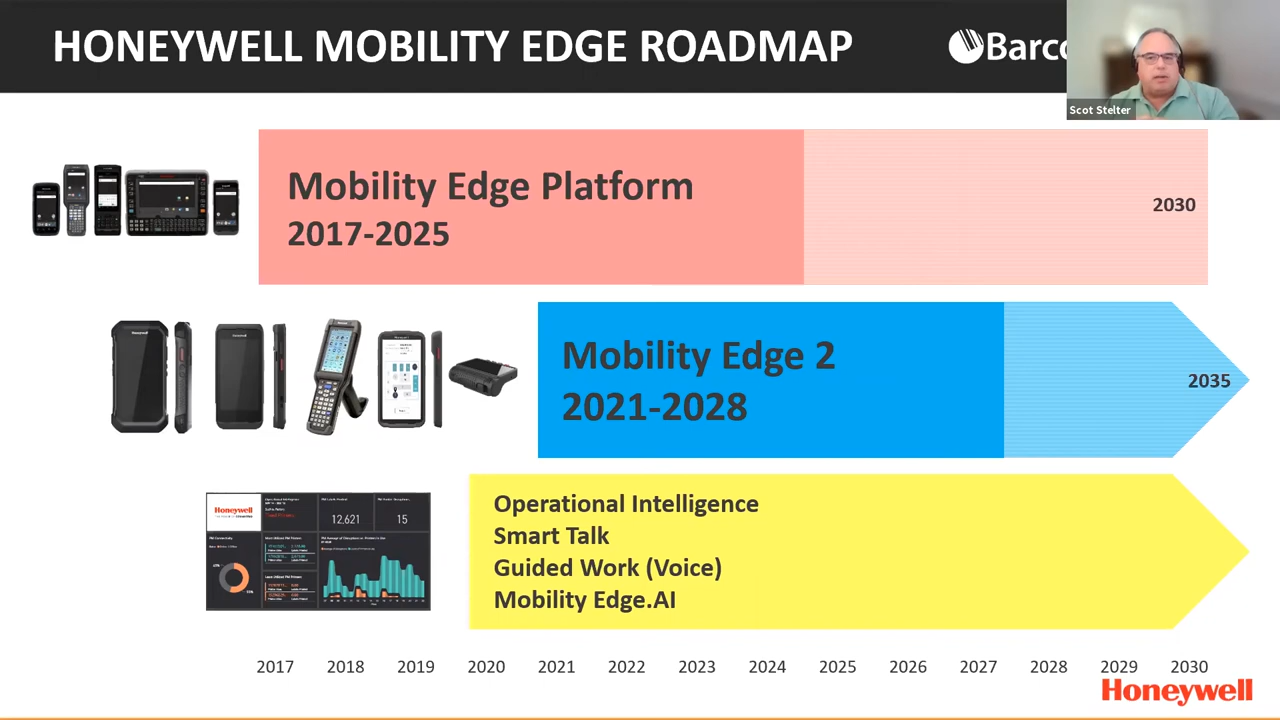 HONEYWELL MOBILITY EDGE ROADMAP
Barco
Scot Stelter
Mobility Edge Platform
2017-2025
2030
Mobility Edge 2
2021-2028
2035
Honeywell
12,621
15
Operational Intelligence
Smart Talk
Guided Work (Voice)
Mobility Edge.AI
2017 2018 2019 2020 2021 2022 2023 2024 2025 2026 2027 2028 2029 2030
Honeywell